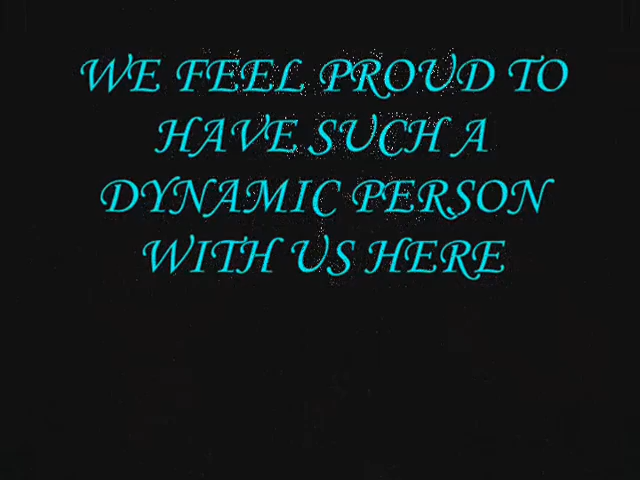 WE FEEL PROUD TO
HAVE SUCH A
DYNAMIC PERSON
WITH US HERE